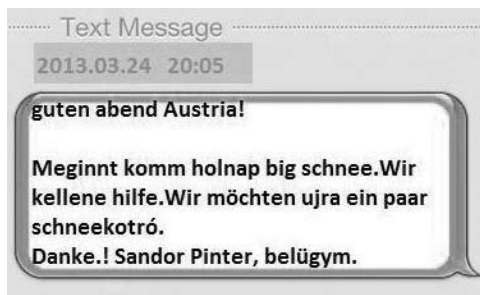 Text Message
2013.03.24 20:05
guten abend Austria!
Meginnt komm holnap big schnee.Wir
kellene hilfe.Wir möchten ujra ein paar
schneekotró.
Danke.! Sandor Pinter, belügym.